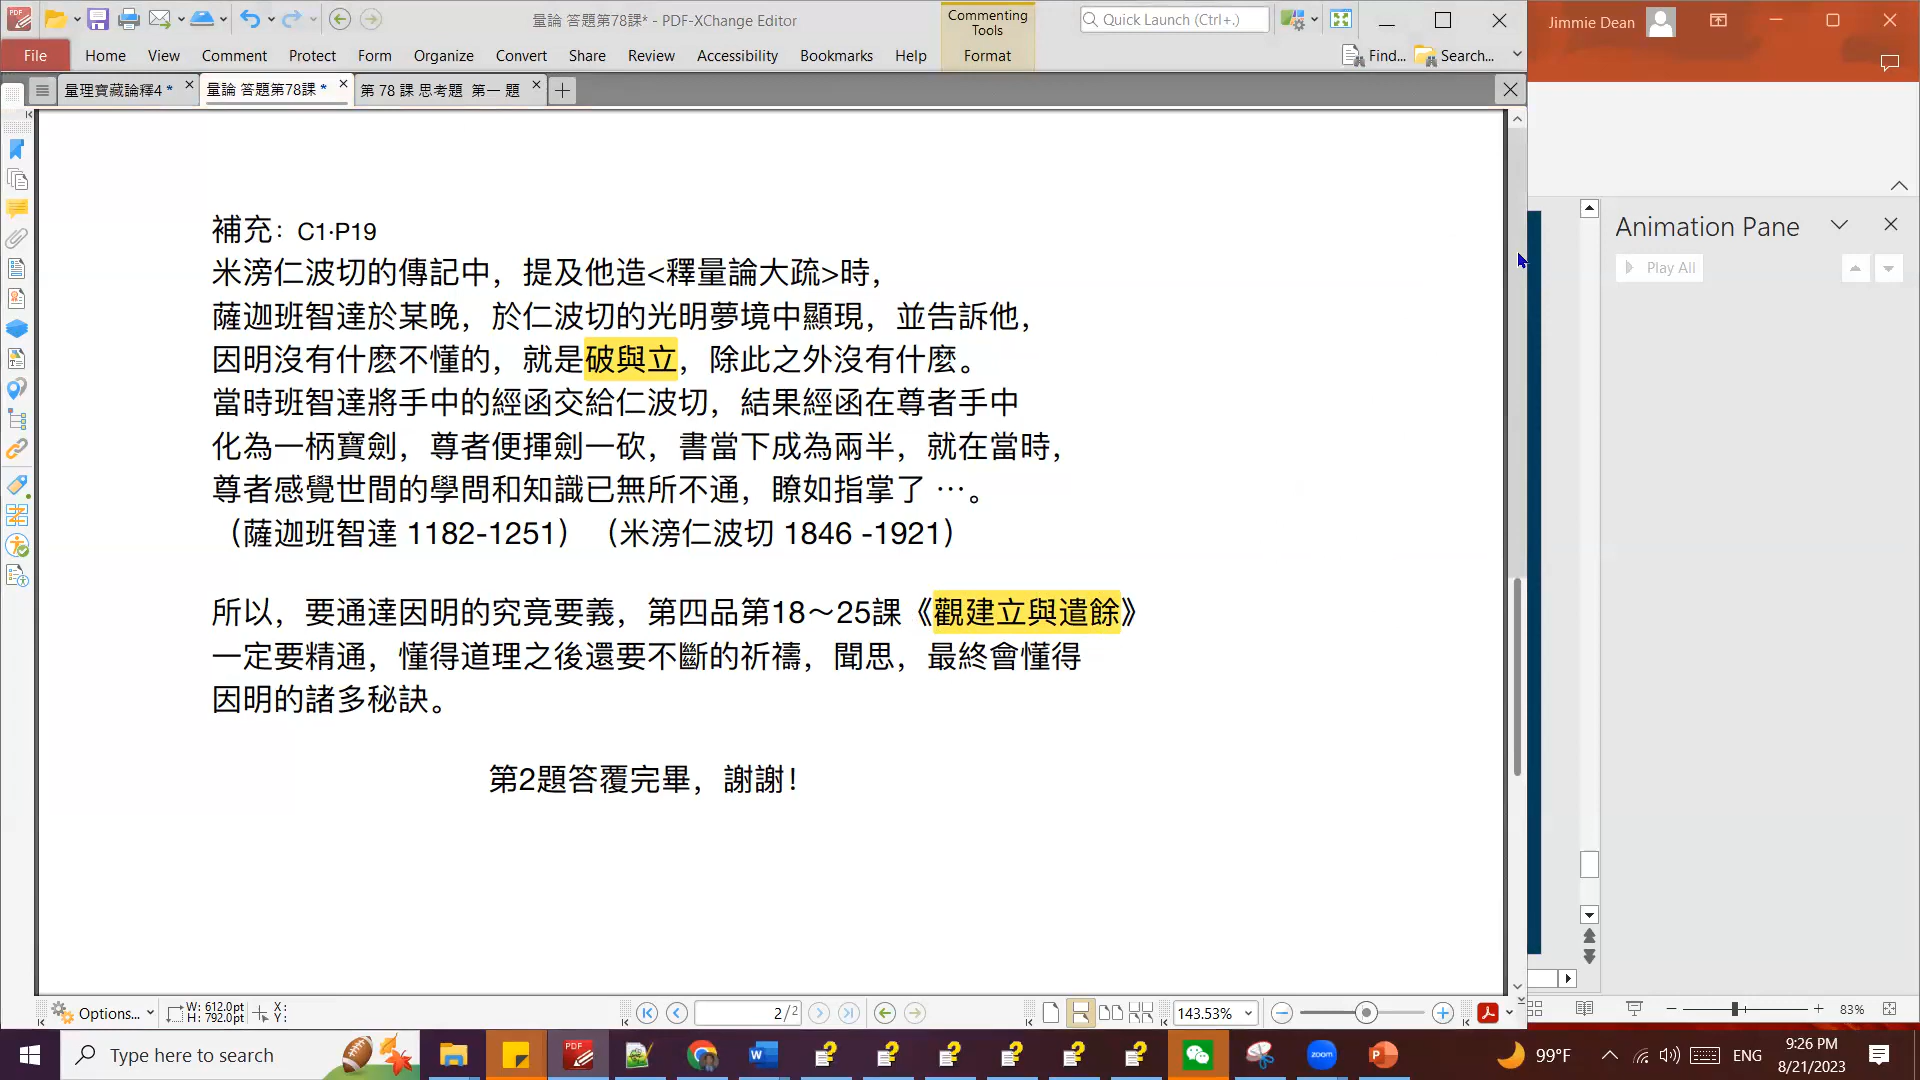 量論 答題第78課* - PDF-XChange Editor
Commenting Tools
Quick Launch (Ctrl+.)
Jimmie Dean
File Home View Comment Protect Form Organize Convert Share Review Accessibility Bookmarks Help Format Find... Search...
量理寶藏論釋4 * 量論 答題第78課 * 第 78 課 思考題 第一 題
Animation Pane
Play All
補充：C1·P19
米滂仁波切的傳記中，提及他造<釋量論大疏>時，
薩迦班智達於某晚，於仁波切的光明夢境中顯現，並告訴他，
因明沒有什麽不懂的，就是破與立，除此之外沒有什麼。
當時班智達將手中的經函交給仁波切，結果經函在尊者手中
化為一柄寶劍，尊者便揮劍一砍，書當下成為兩半，就在當時，
尊者感覺世間的學問和知識已無所不通，瞭如指掌了 …。
（薩迦班智達 1182-1251）（米滂仁波切 1846 -1921）
所以，要通達因明的究竟要義，第四品第18～25課《觀建立與遣餘》
一定要精通，懂得道理之後還要不斷的祈禱，聞思，最終會懂得
因明的諸多秘訣。
第2題答覆完畢，謝謝！
Options... W: 612.0pt H: 792.0pt X: Y: 2 / 2 143.53% 83%
Type here to search
99°F ENG 9:26 PM
8/21/2023